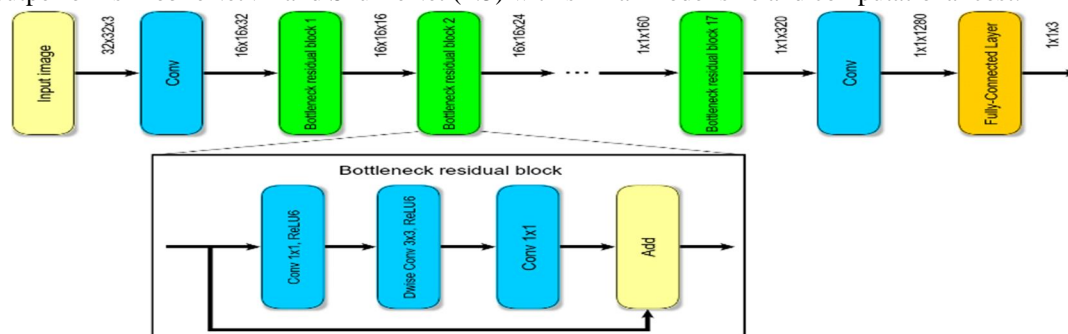 Input image
32x32x3
Conv
16x16x32
Bottleneck residual block 1
16x16x16
Bottleneck residual block 2
16x16x24
...
1x1x160
Bottleneck residual block 17
1x1x320
Conv
1x1x1280
Fully-Connected Layer
1x1x3
Bottleneck residual block
Conv 1x1, ReLU6
Dwise Conv 3x3, ReLU6
Conv 1x1
Add